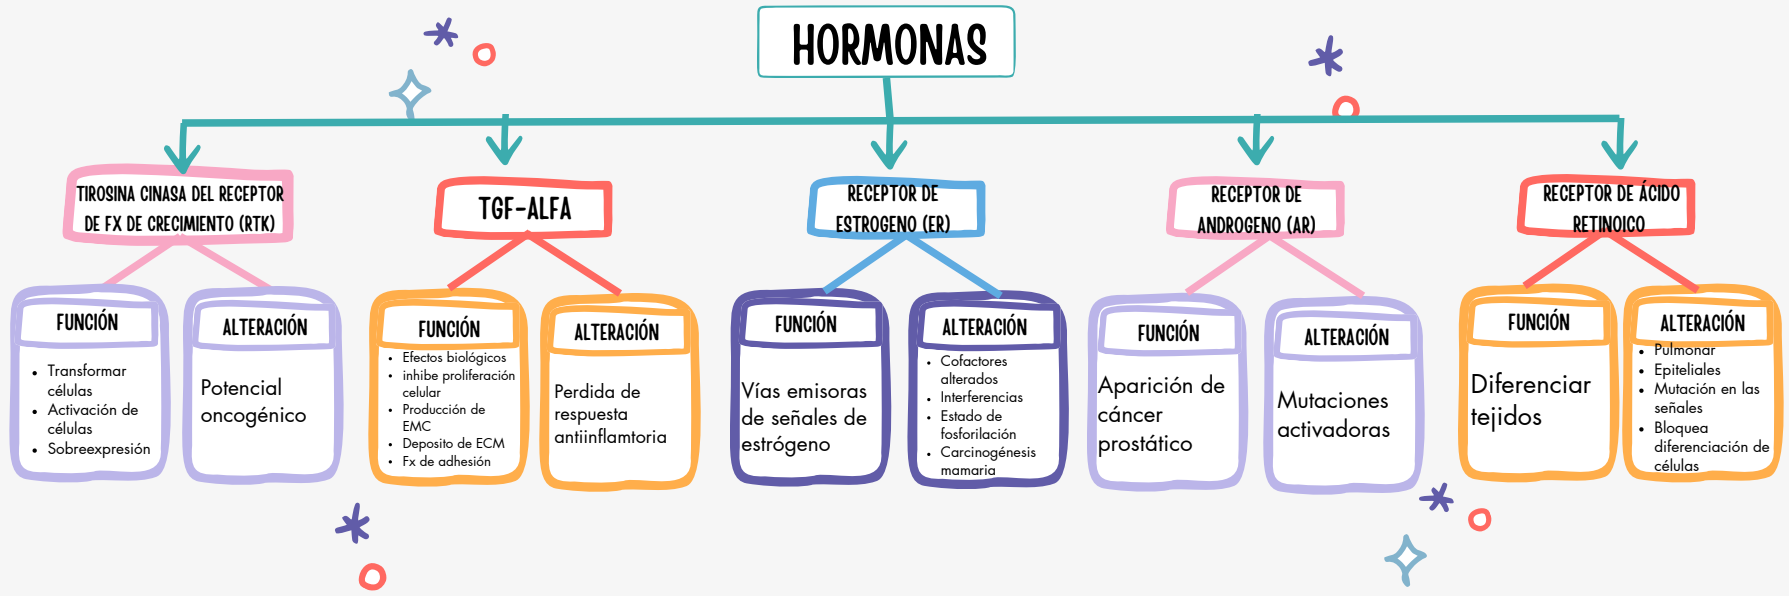 HORMONAS
TIROSINA CINASA DEL RECEPTOR
DE FX DE CRECIMIENTO (RTK)
FUNCIÓN
• Transformar
células
• Activación de
células
• Sobreexpresión
ALTERACIÓN
Potencial
oncogénico
TGF-ALFA
FUNCIÓN
• Efectos biológicos
• inhibe proliferación
celular
• Producción de
EMC
• Deposito de ECM
• Fx de adhesión
ALTERACIÓN
Perdida de
respuesta
antiinflamtoria
RECEPTOR DE
ESTROGENO (ER)
FUNCIÓN
Vías emisoras
de señales de
estrógeno
ALTERACIÓN
• Cofactores
alterados
• Interferencias
• Estado de
fosforilación
• Carcinogénesis
mamaria
RECEPTOR DE
ANDROGENO (AR)
FUNCIÓN
Aparición de
cáncer
prostático
ALTERACIÓN
Mutaciones
activadoras
RECEPTOR DE ÁCIDO
RETINOICO
FUNCIÓN
Diferenciar
tejidos
ALTERACIÓN
• Pulmonar
• Epiteliales
• Mutación en las
señales
• Bloquea
diferenciación de
células